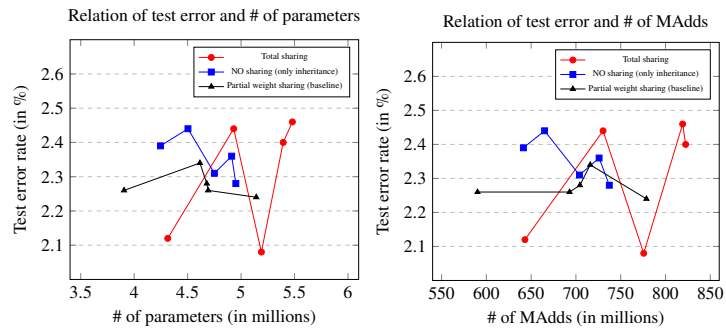 Relation of test error and # of parameters
Total sharing
NO sharing (only inheritance)
Partial weight sharing (baseline)
Test error rate (in %)
2.6
2.5
2.4
2.3
2.2
2.1
3.5 4 4.5 5 5.5 6
# of parameters (in millions)
Relation of test error and # of MAdds
Total sharing
NO sharing (only inheritance)
Partial weight sharing (baseline)
Test error rate (in %)
2.6
2.5
2.4
2.3
2.2
2.1
550 600 650 700 750 800 850
# of MAdds (in millions)